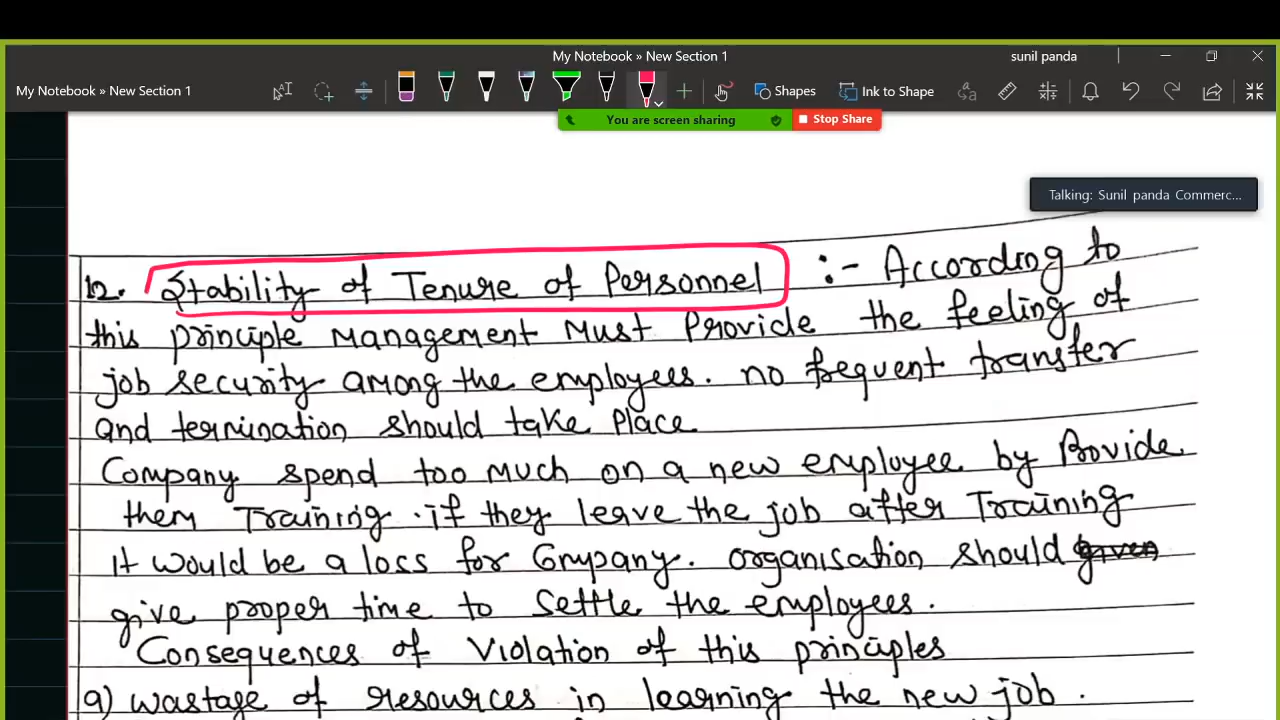 My Notebook » New Section 1
sunil panda
My Notebook » New Section 1
Shapes
Ink to Shape
You are screen sharing
Stop Share
Talking: Sunil panda Commerc...
12. Stability of Tenure of Personnel :- According to
this principle Management Must Provide the feeling of
job security among the employees. no frequent transfer
and termination should take Place
Company spend too much on a new employee by Provide
them Training . if they leave the job after Training
it would be a loss for Company. organisation should given
give proper time to settle the employees.
Consequences of Violation of this principles
a) wastage of resources in learning the new job .